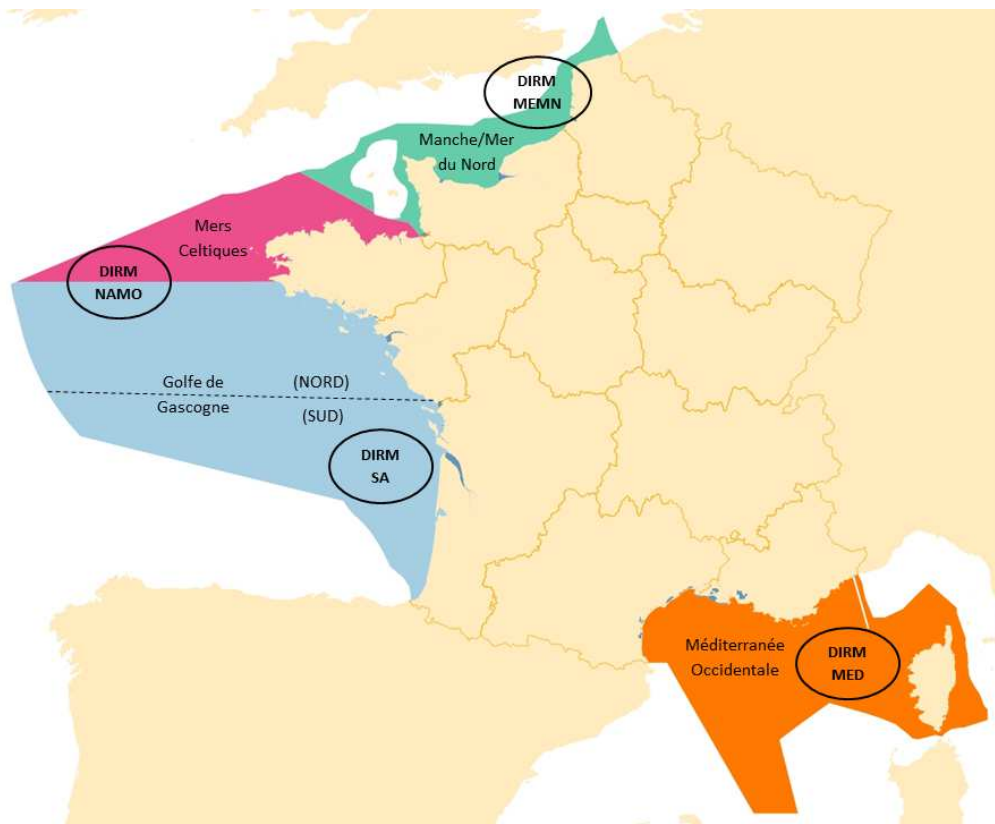 DIRM
MEMN
Manche/Mer
du Nord
Mers
Celtiques
DIRM
NAMO
Golfe de
Gascogne
(NORD)
(SUD)
DIRM
SA
Méditerranée
Occidentale
DIRM
MED